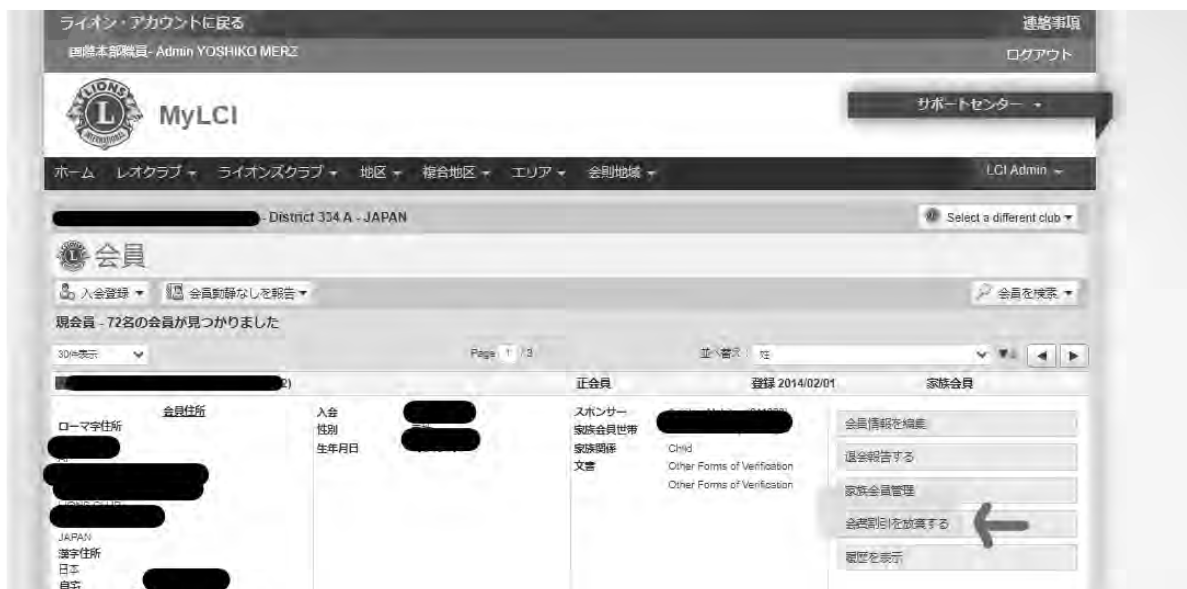 ライオン・アカウントに戻る
連絡事項
国際本部職員- Admin YOSHIKO MERZ
ログアウト
LIONS
L
INTERNATIONAL
MyLCI
サポートセンター
ホーム レオクラブ ライオンズクラブ 地区 複合地区 エリア 会則地域
LCI Admin
- District 334 A - JAPAN
Select a different club
会員
入会登録 会員動静なしを報告
会員を検索
現会員 - 72名の会員が見つかりました
30件表示
Page 1 / 3
並べ替え: 姓
2)
正会員
登録 2014/02/01
家族会員
会員住所
ローマ字住所
JAPAN
漢字住所
日本
自宅
入会
性別
生年月日
スポンサー
家族会員世帯
家族関係 Child
文書 Other Forms of Verification
Other Forms of Verification
会員情報を編集
退会報告する
家族会員管理
会費割引を放棄する
履歴を表示